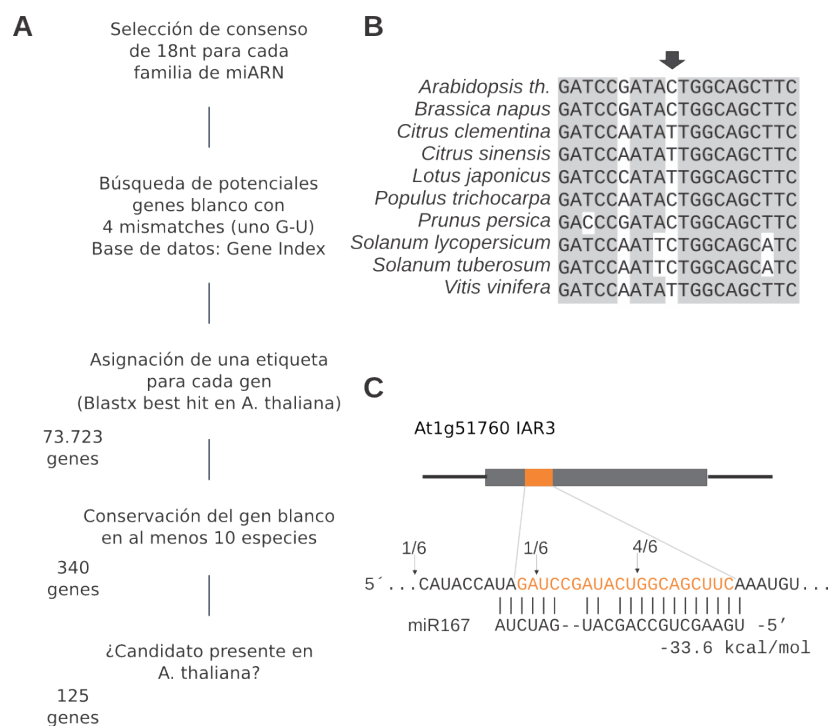 A
Selección de consenso
de 18nt para cada
familia de miARN
Búsqueda de potenciales
genes blanco con
4 mismatches (uno G-U)
Base de datos: Gene Index
Asignación de una etiqueta
para cada gen
(Blastx best hit en A. thaliana)
73.723
genes
Conservación del gen blanco
en al menos 10 especies
340
genes
¿Candidato presente en
A. thaliana?
125
genes
B
Arabidopsis th. GATCCGATACTGGCAGCTTC
Brassica napus GATCCGATACTGGCAGCTTC
Citrus clementina GATCCAATATTGGCAGCTTC
Citrus sinensis GATCCAATATTGGCAGCTTC
Lotus japonicus GATCCCATATTGGCAGCTTC
Populus trichocarpa GATCCAATACTGGCAGCTTC
Prunus persica GACCCGATACTGGCAGCTTC
Solanum lycopersicum GATCCAATTCTGGCAGCATC
Solanum tuberosum GATCCAATTCTGGCAGCATC
Vitis vinifera GATCCAATATTGGCAGCTTC
C
At1g51760 IAR3
1/6 1/6 4/6
5´...CAUACCAUAGAUCCGAUACUGGCAGCUUCAAAUGU...
miR167 AUCUAG--UACGACCGUCGAAGU -5’
-33.6 kcal/mol